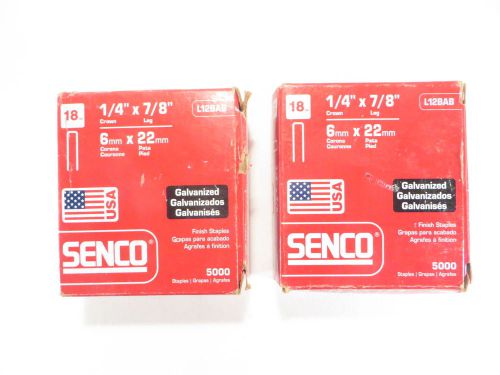 18
1/4" x 7/8"
Crown Leg
6mm x 22mm
Corona Pata
Couronne Pied
L12BAB
USA
Galvanized
Galvanizados
Galvanisés
Finish Staples
Grapas para acabado
Agrafes à finition
SENCO®
5000
Staples | Grapas | Agrafes
18
1/4" x 7/8"
Crown Leg
6mm x 22mm
Corona Pata
Couronne Pied
L12BAB
USA
Galvanized
Galvanizados
Galvanisés
Finish Staples
Grapas para acabado
Agrafes à finition
SENCO®
5000
Staples | Grapas | Agrafes